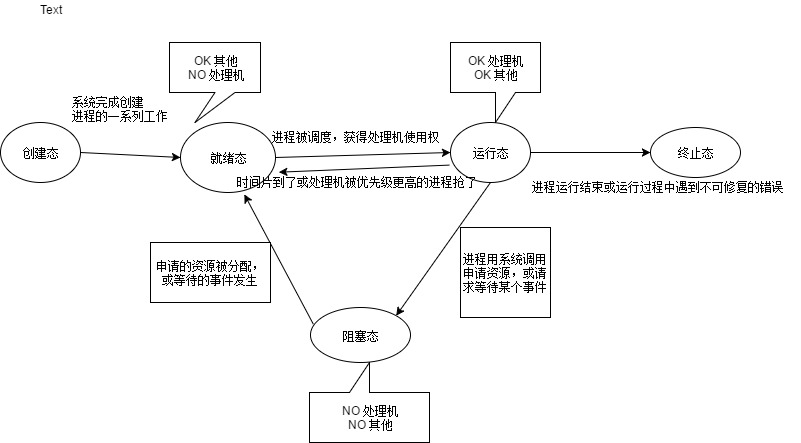 Text
OK 其他
NO 处理机
OK 处理机
OK 其他
系统完成创建
进程的一系列工作
创建态
就绪态
进程被调度，获得处理机使用权
运行态
终止态
时间片到了或处理机被优先级更高的进程抢了
进程运行结束或运行过程中遇到不可修复的错误
申请的资源被分配，
或等待的事件发生
进程用系统调用
申请资源，或请
求等待某个事件
阻塞态
NO 处理机
NO 其他